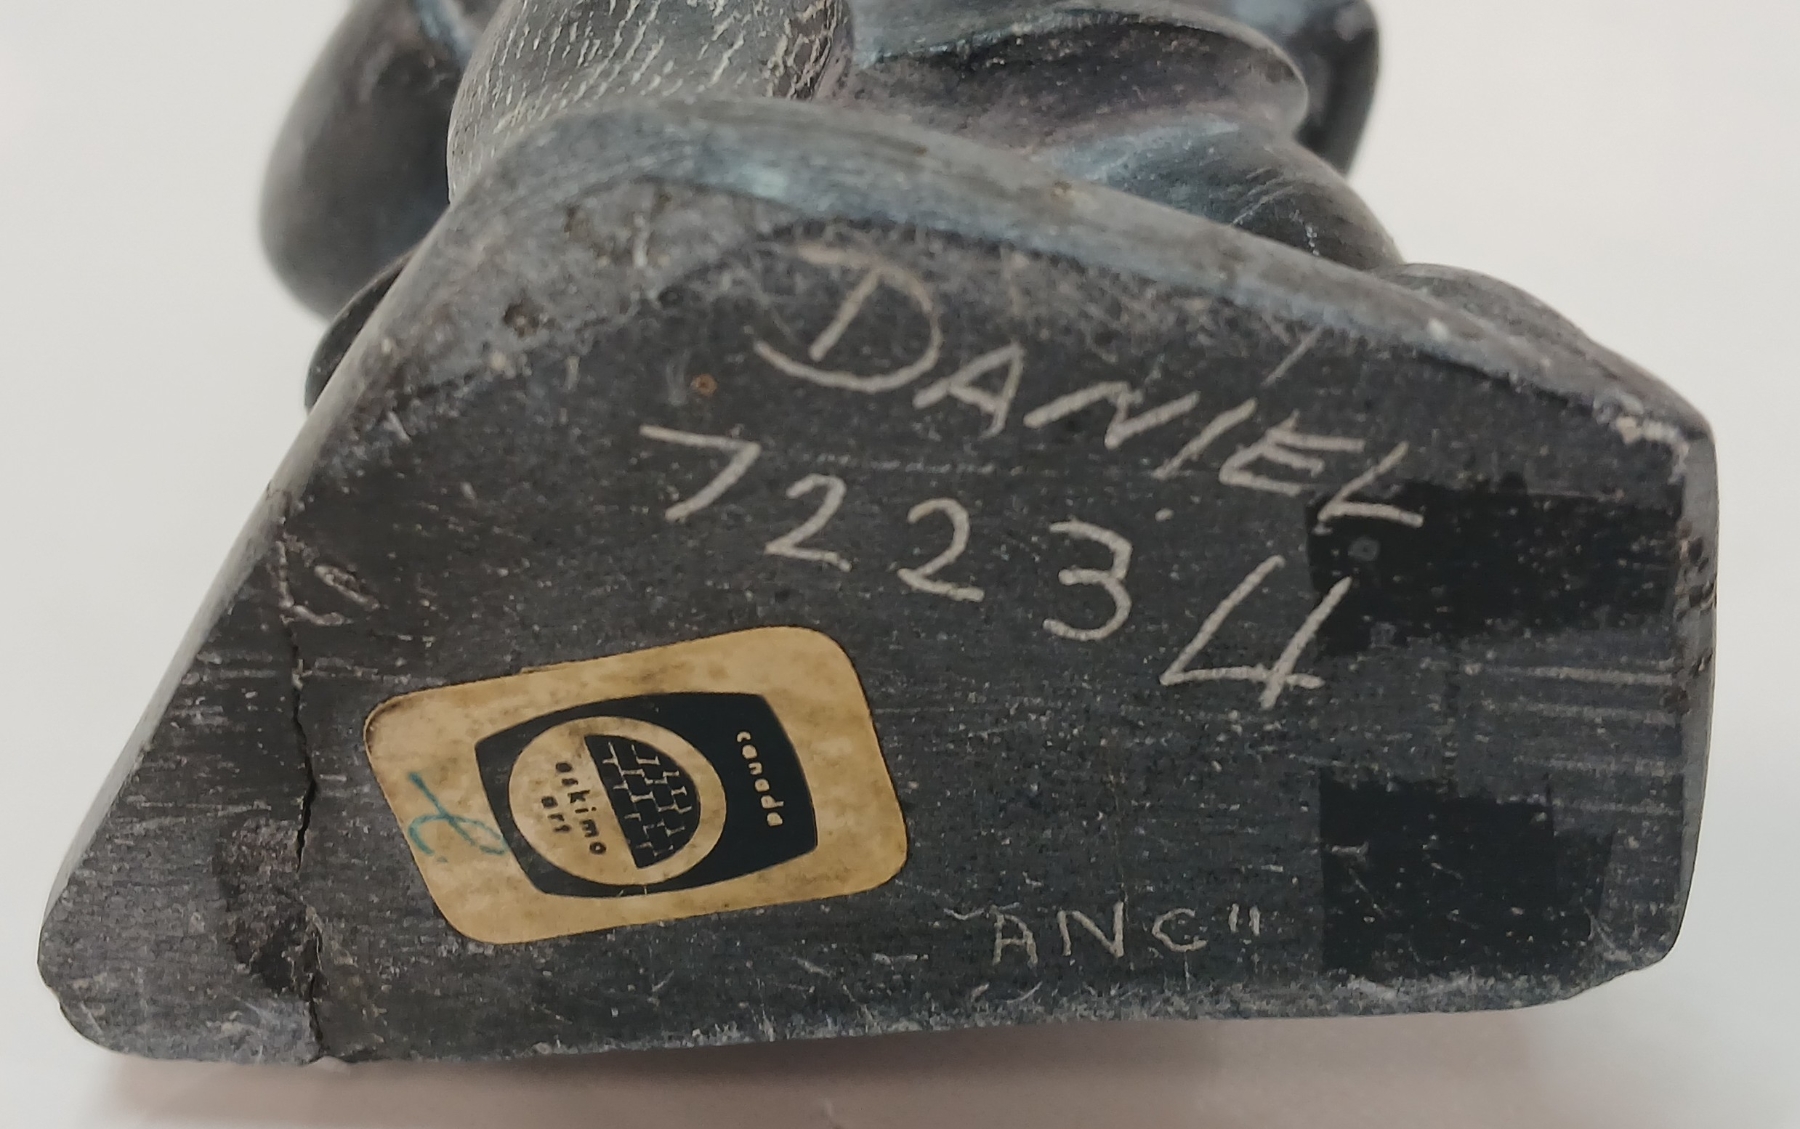 DANIEL
72234
canada
eskimo
art
"ANC"